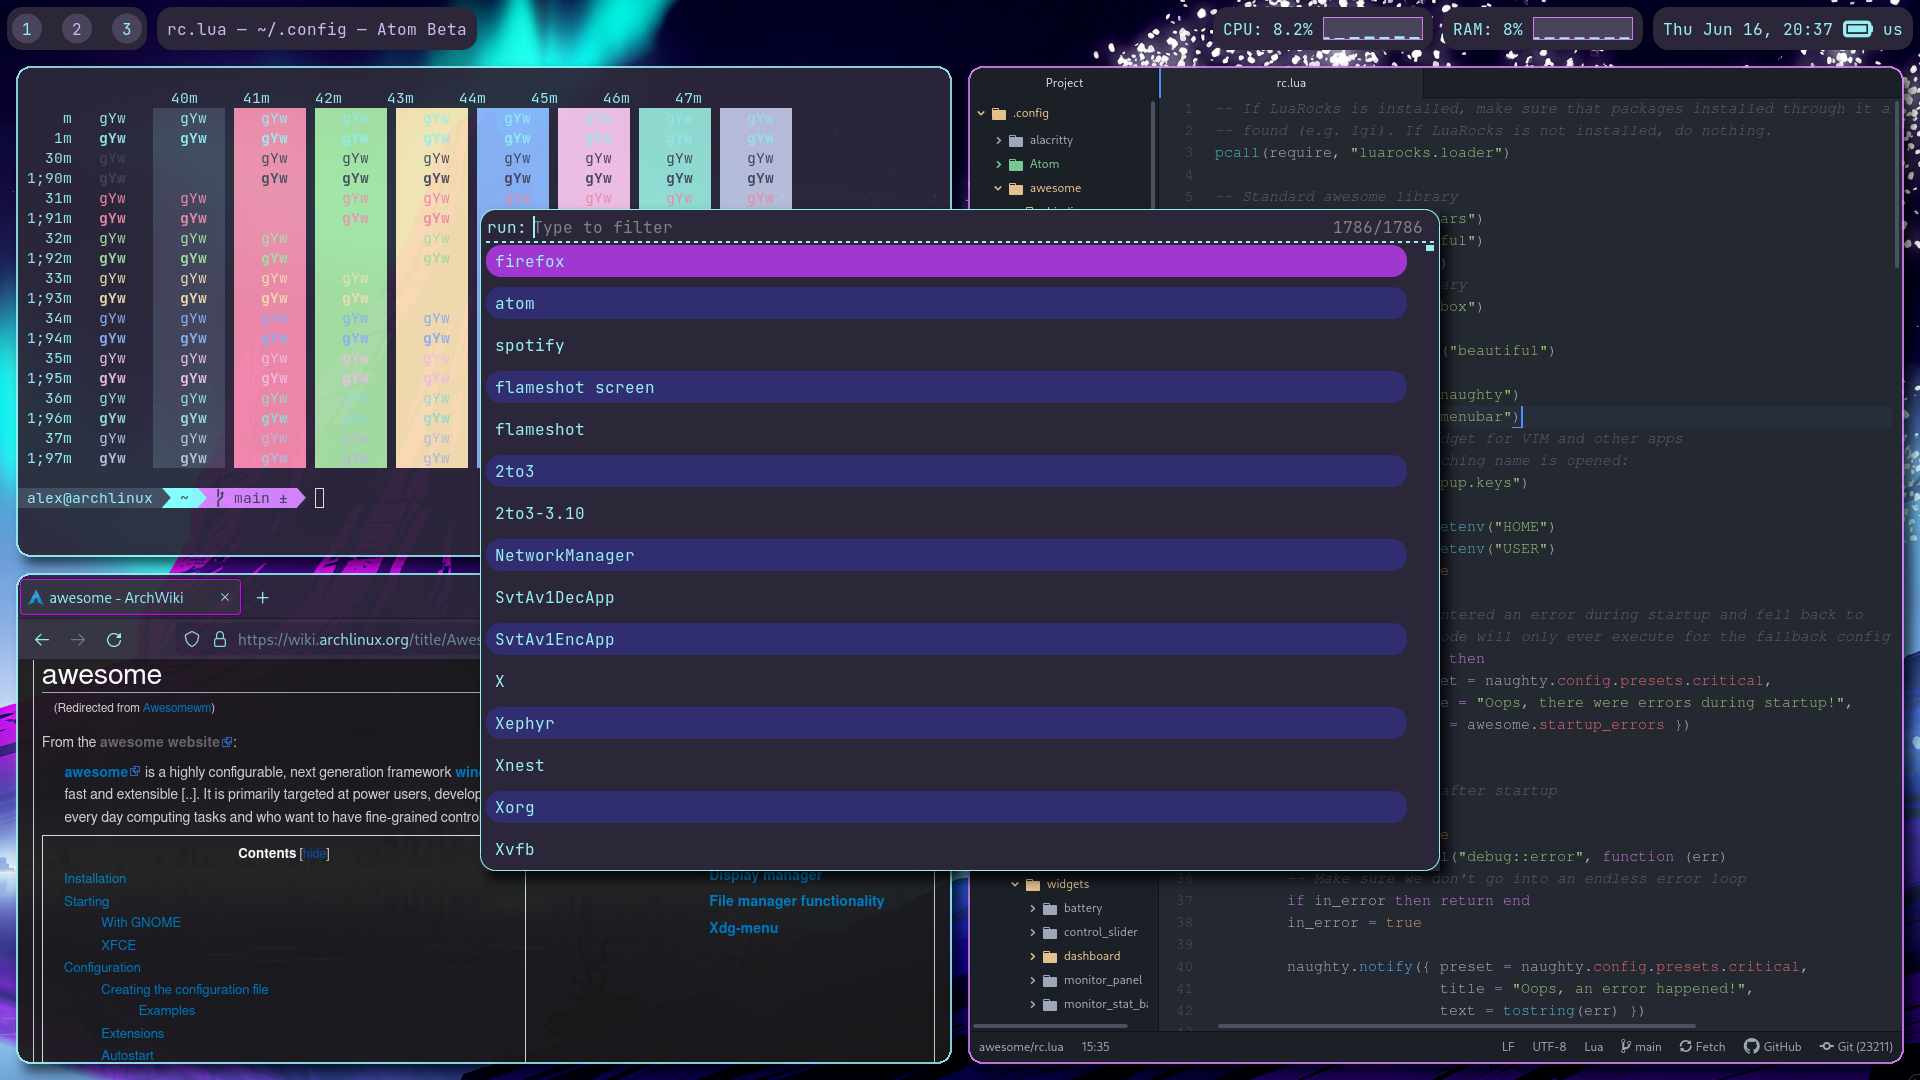 1 2 3 rc.lua — ~/.config — Atom Beta CPU: 8.2% RAM: 8% Thu Jun 16, 20:37 us
40m 41m 42m 43m 44m 45m 46m 47m
m gYw gYw gYw gYw gYw gYw gYw gYw gYw
1m gYw gYw gYw gYw gYw gYw gYw gYw gYw
30m gYw gYw gYw gYw gYw gYw gYw gYw
1;90m gYw gYw gYw gYw gYw gYw gYw gYw
31m gYw gYw gYw gYw gYw gYw gYw gYw
1;91m gYw gYw gYw gYw
32m gYw gYw gYw gYw
1;92m gYw gYw gYw gYw
33m gYw gYw gYw gYw
1;93m gYw gYw gYw gYw
34m gYw gYw gYw gYw gYw
1;94m gYw gYw gYw gYw gYw
35m gYw gYw gYw gYw gYw
1;95m gYw gYw gYw gYw gYw
36m gYw gYw gYw gYw gYw
1;96m gYw gYw gYw gYw gYw
37m gYw gYw gYw gYw gYw
1;97m gYw gYw gYw gYw gYw
alex@archlinux ~ main ±
run: Type to filter 1786/1786
firefox
atom
spotify
flameshot screen
flameshot
2to3
2to3-3.10
NetworkManager
SvtAv1DecApp
SvtAv1EncApp
X
Xephyr
Xnest
Xorg
Xvfb
awesome - ArchWiki × +
https://wiki.archlinux.org/title/Awes
awesome
(Redirected from Awesomewm)
From the awesome website:
awesome is a highly configurable, next generation framework
fast and extensible [..]. It is primarily targeted at power users,
every day computing tasks and who want to have fine-grained
Contents [hide]
Installation
Starting
With GNOME
XFCE
Configuration
Creating the configuration file
Examples
Extensions
Autostart
Display manager
File manager functionality
Xdg-menu
Project
.config
alacritty
Atom
awesome
widgets
battery
control_slider
dashboard
monitor_panel
monitor_stat_ba
rc.lua
1 -- If LuaRocks is installed, make sure that packages installed through it a
2 -- found (e.g. lgi). If LuaRocks is not installed, do nothing.
3 pcall(require, "luarocks.loader")
4
5 -- Standard awesome library
ars")
ful")
)
ary
box")
("beautiful")
naughty")
menubar")
dget for VIM and other apps
ching name is opened:
pup.keys")
etenv("HOME")
etenv("USER")
e
ntered an error during startup and fell back to
ode will only ever execute for the fallback config
then
et = naughty.config.presets.critical,
e = "Oops, there were errors during startup!",
= awesome.startup_errors })
after startup
e
l("debug::error", function (err)
36 -- Make sure we don't go into an endless error loop
37 if in_error then return end
38 in_error = true
39
40 naughty.notify({ preset = naughty.config.presets.critical,
41 title = "Oops, an error happened!",
42 text = tostring(err) })
awesome/rc.lua 15:35 LF UTF-8 Lua main Fetch GitHub Git (23211)